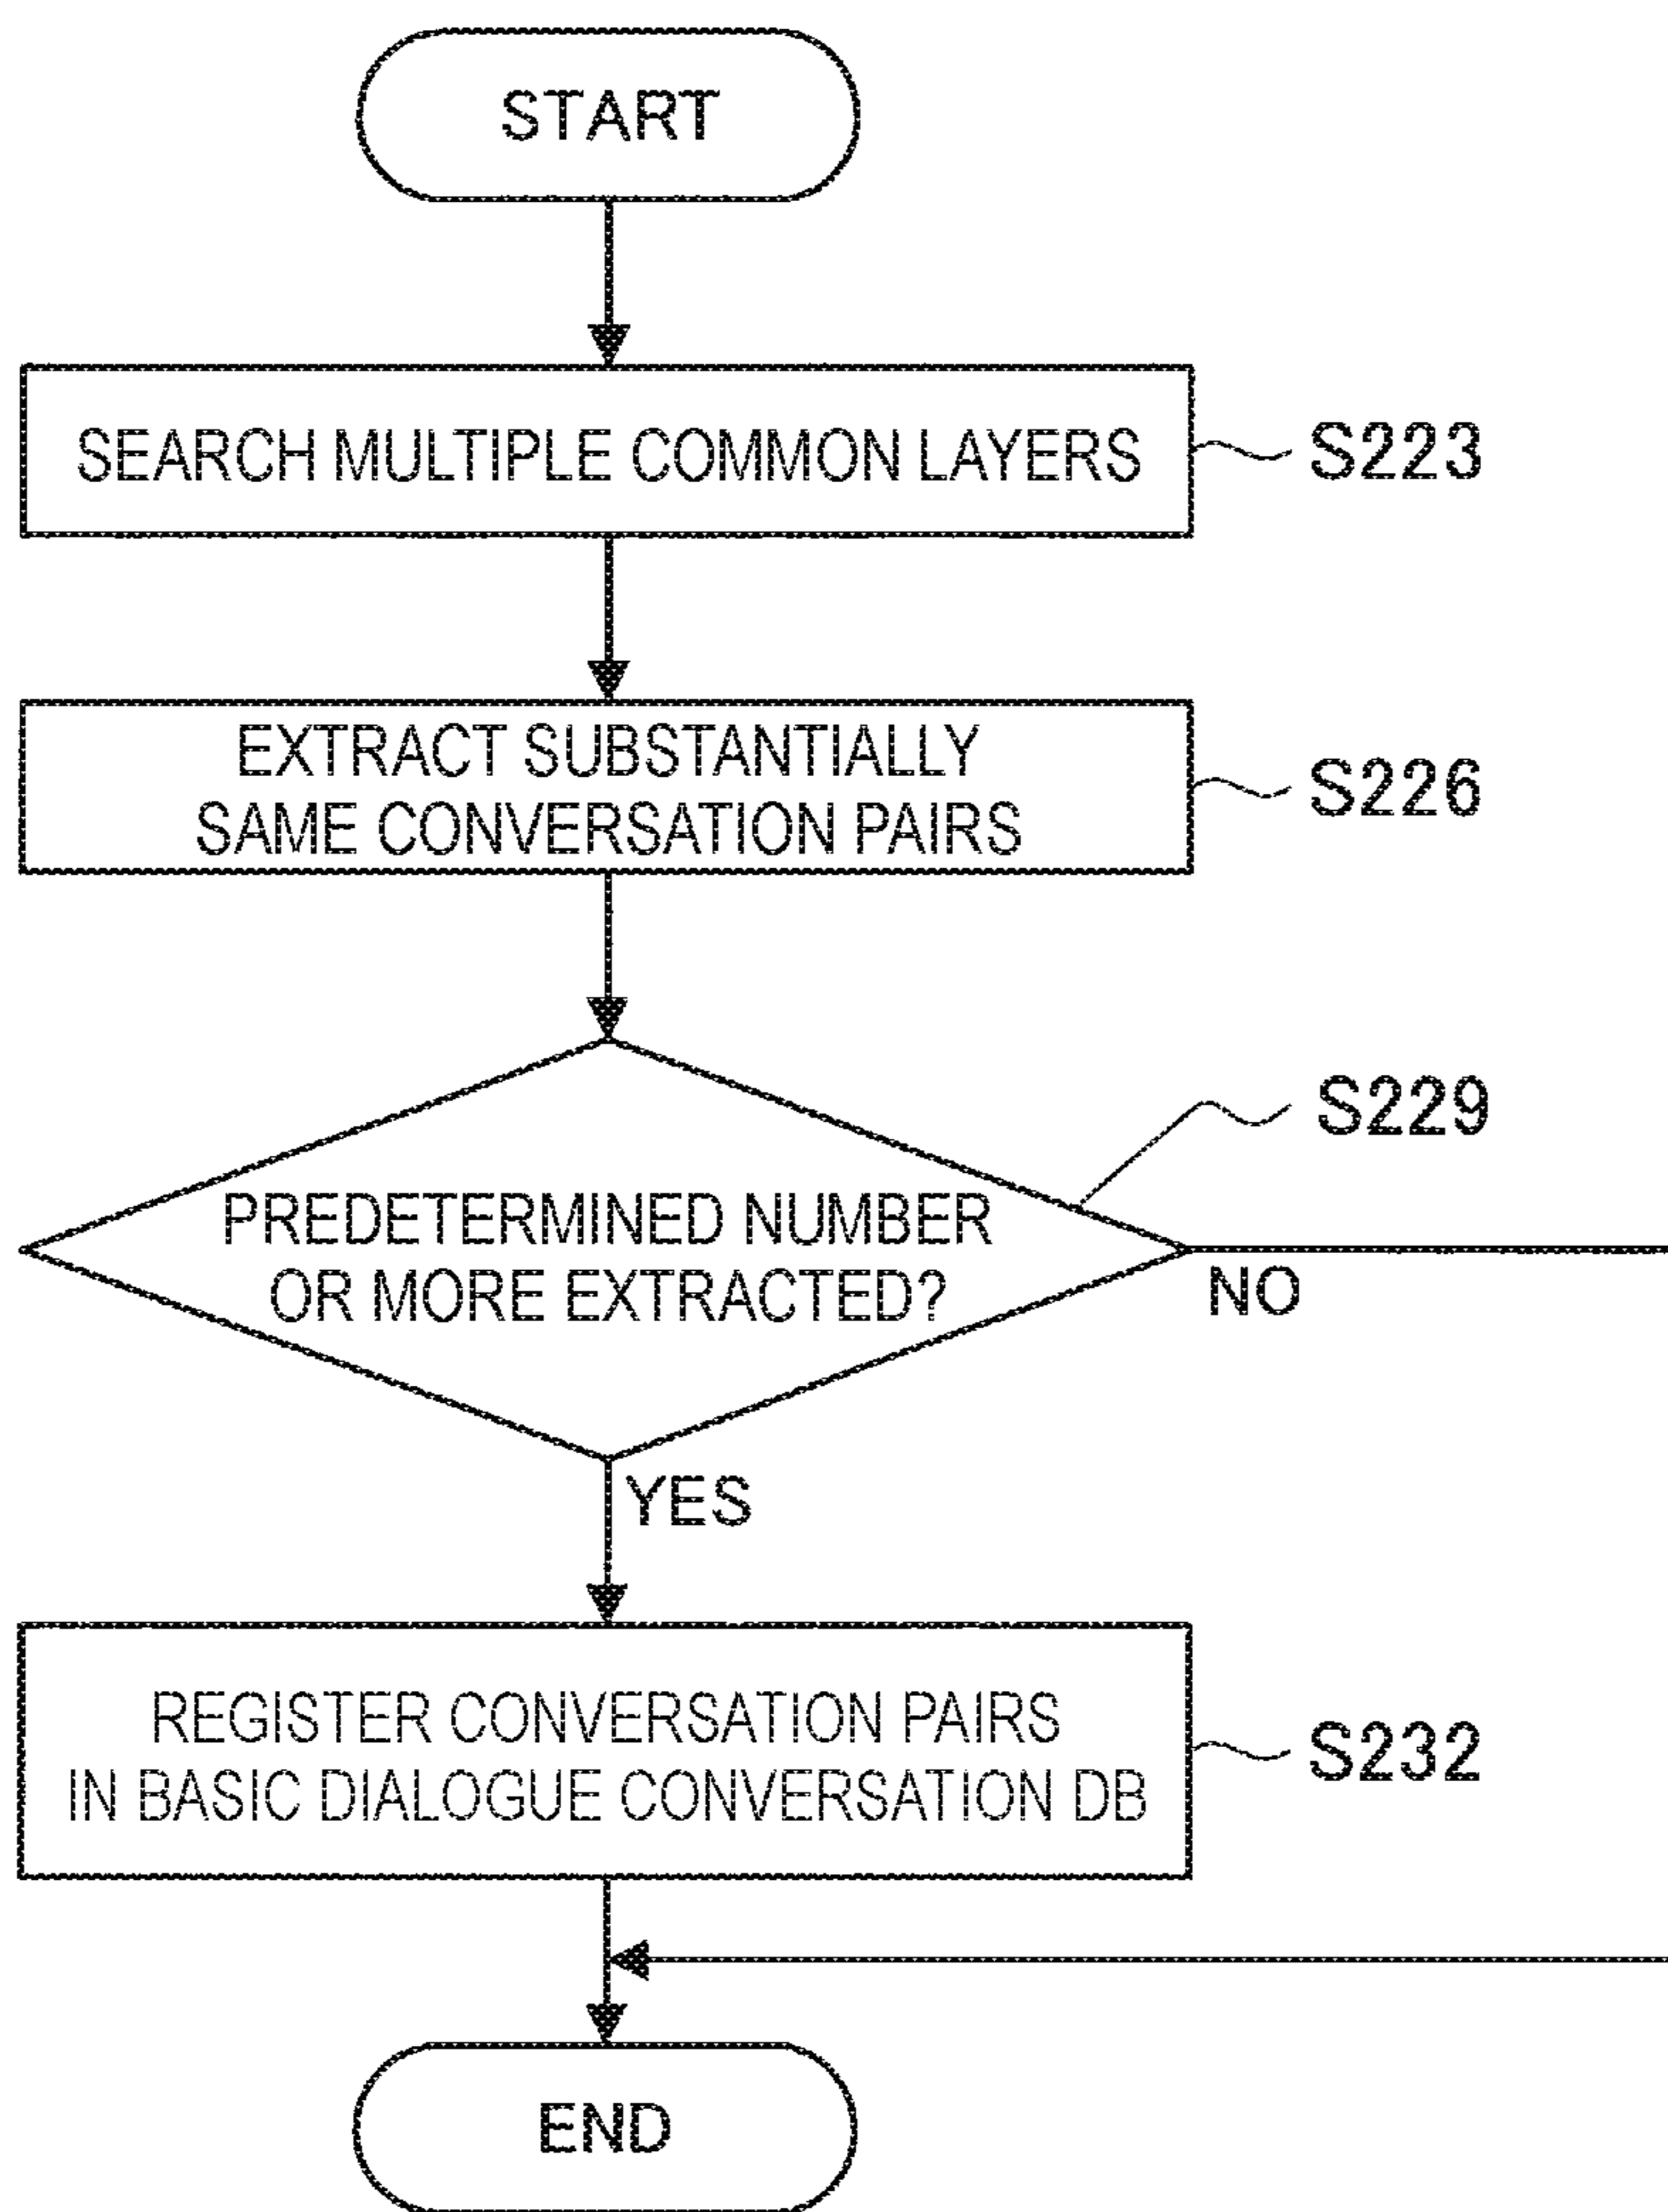 START
SEARCH MULTIPLE COMMON LAYERS
S223
EXTRACT SUBSTANTIALLY
SAME CONVERSATION PAIRS
S226
S229
PREDETERMINED NUMBER
OR MORE EXTRACTED?
NO
YES
REGISTER CONVERSATION PAIRS
IN BASIC DIALOGUE CONVERSATION DB
S232
END